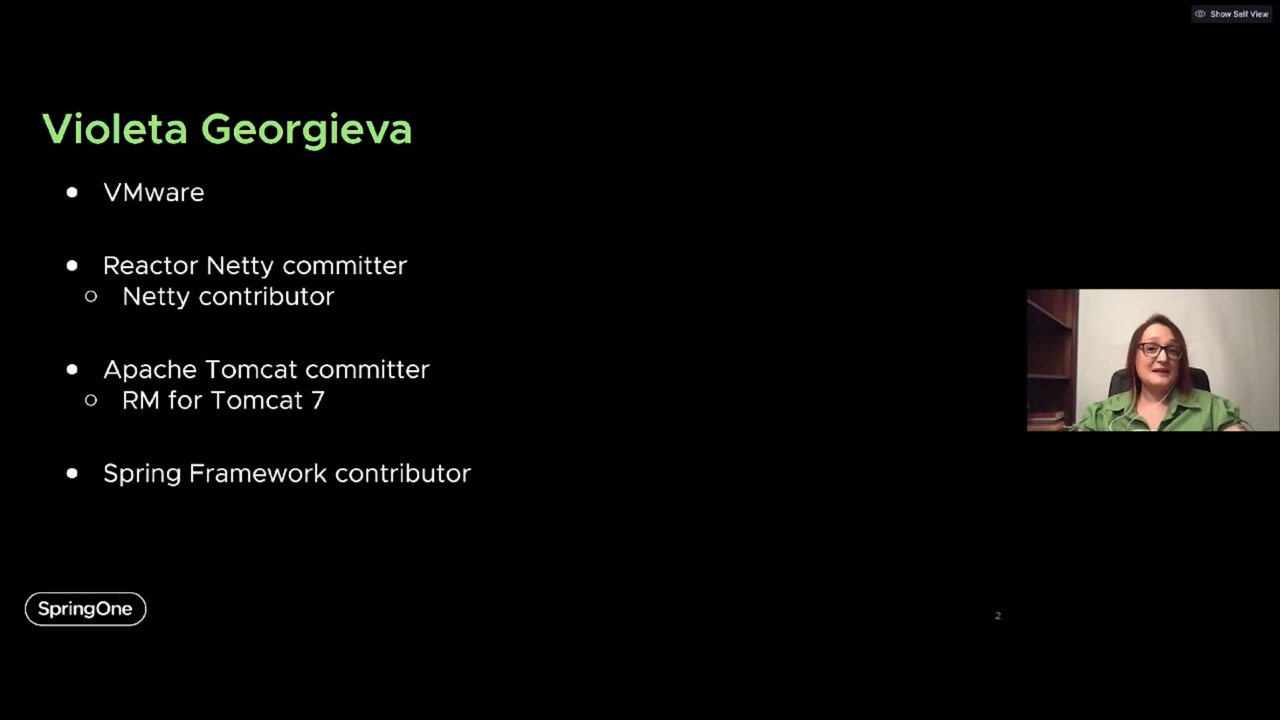 Show Self View
Violeta Georgieva
● VMware
● Reactor Netty committer
○ Netty contributor
● Apache Tomcat committer
○ RM for Tomcat 7
● Spring Framework contributor
SpringOne
2